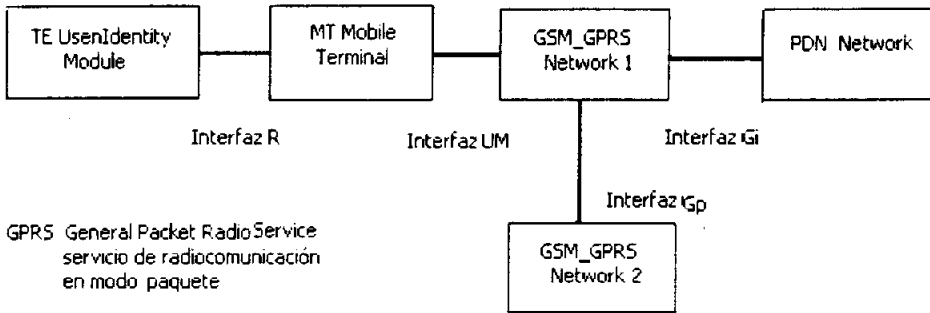 TE UsenIdentity
Module
MT Mobile
Terminal
GSM_GPRS
Network 1
PDN Network
Interfaz R
Interfaz UM
Interfaz Gi
Interfaz Gp
GPRS General Packet Radio Service
servicio de radiocomunicación
en modo paquete
GSM_GPRS
Network 2